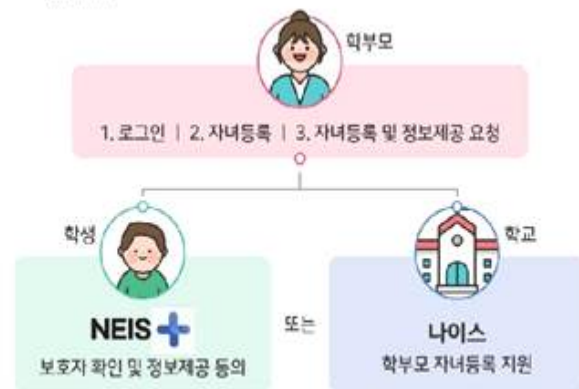 학부모
1. 로그인 | 2. 자녀등록 | 3. 자녀등록 및 정보제공 요청
학생
학교
NEIS +
또는
나이스
보호자 확인 및 정보제공 동의
학부모 자녀등록 지원